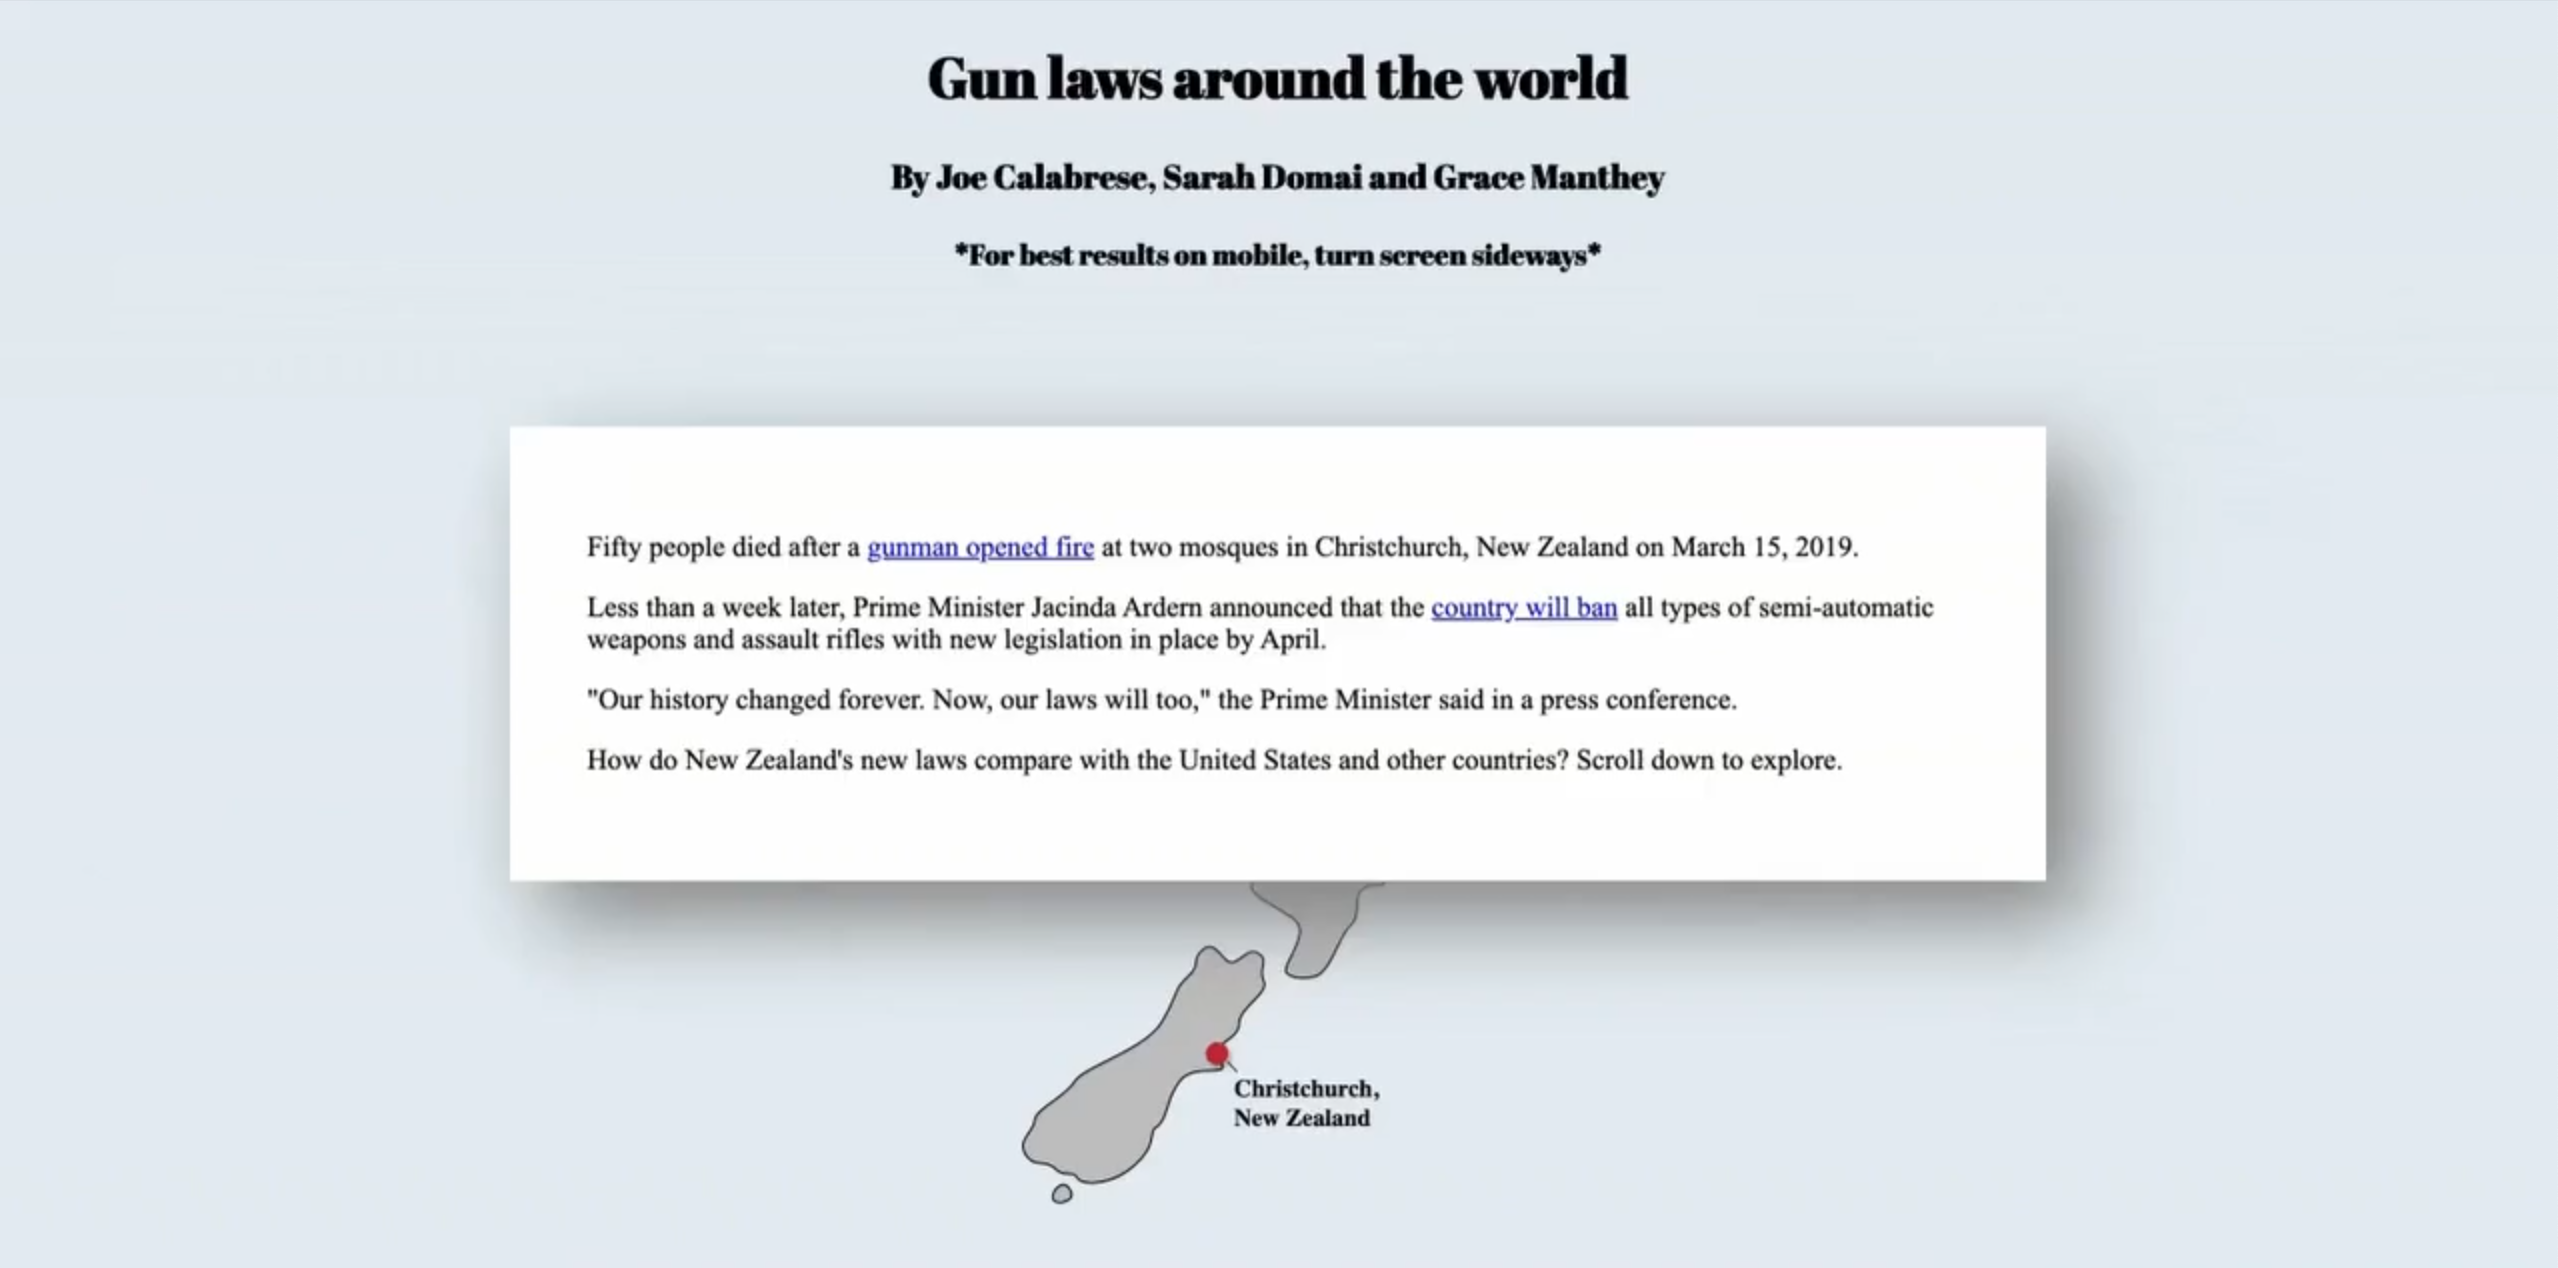 Gun laws around the world
By Joe Calabrese, Sarah Domai and Grace Manthey
*For best results on mobile, turn screen sideways*
Fifty people died after a gunman opened fire at two mosques in Christchurch, New Zealand on March 15, 2019.
Less than a week later, Prime Minister Jacinda Ardern announced that the country will ban all types of semi-automatic
weapons and assault rifles with new legislation in place by April.
"Our history changed forever. Now, our laws will too," the Prime Minister said in a press conference.
How do New Zealand's new laws compare with the United States and other countries? Scroll down to explore.
Christchurch,
New Zealand